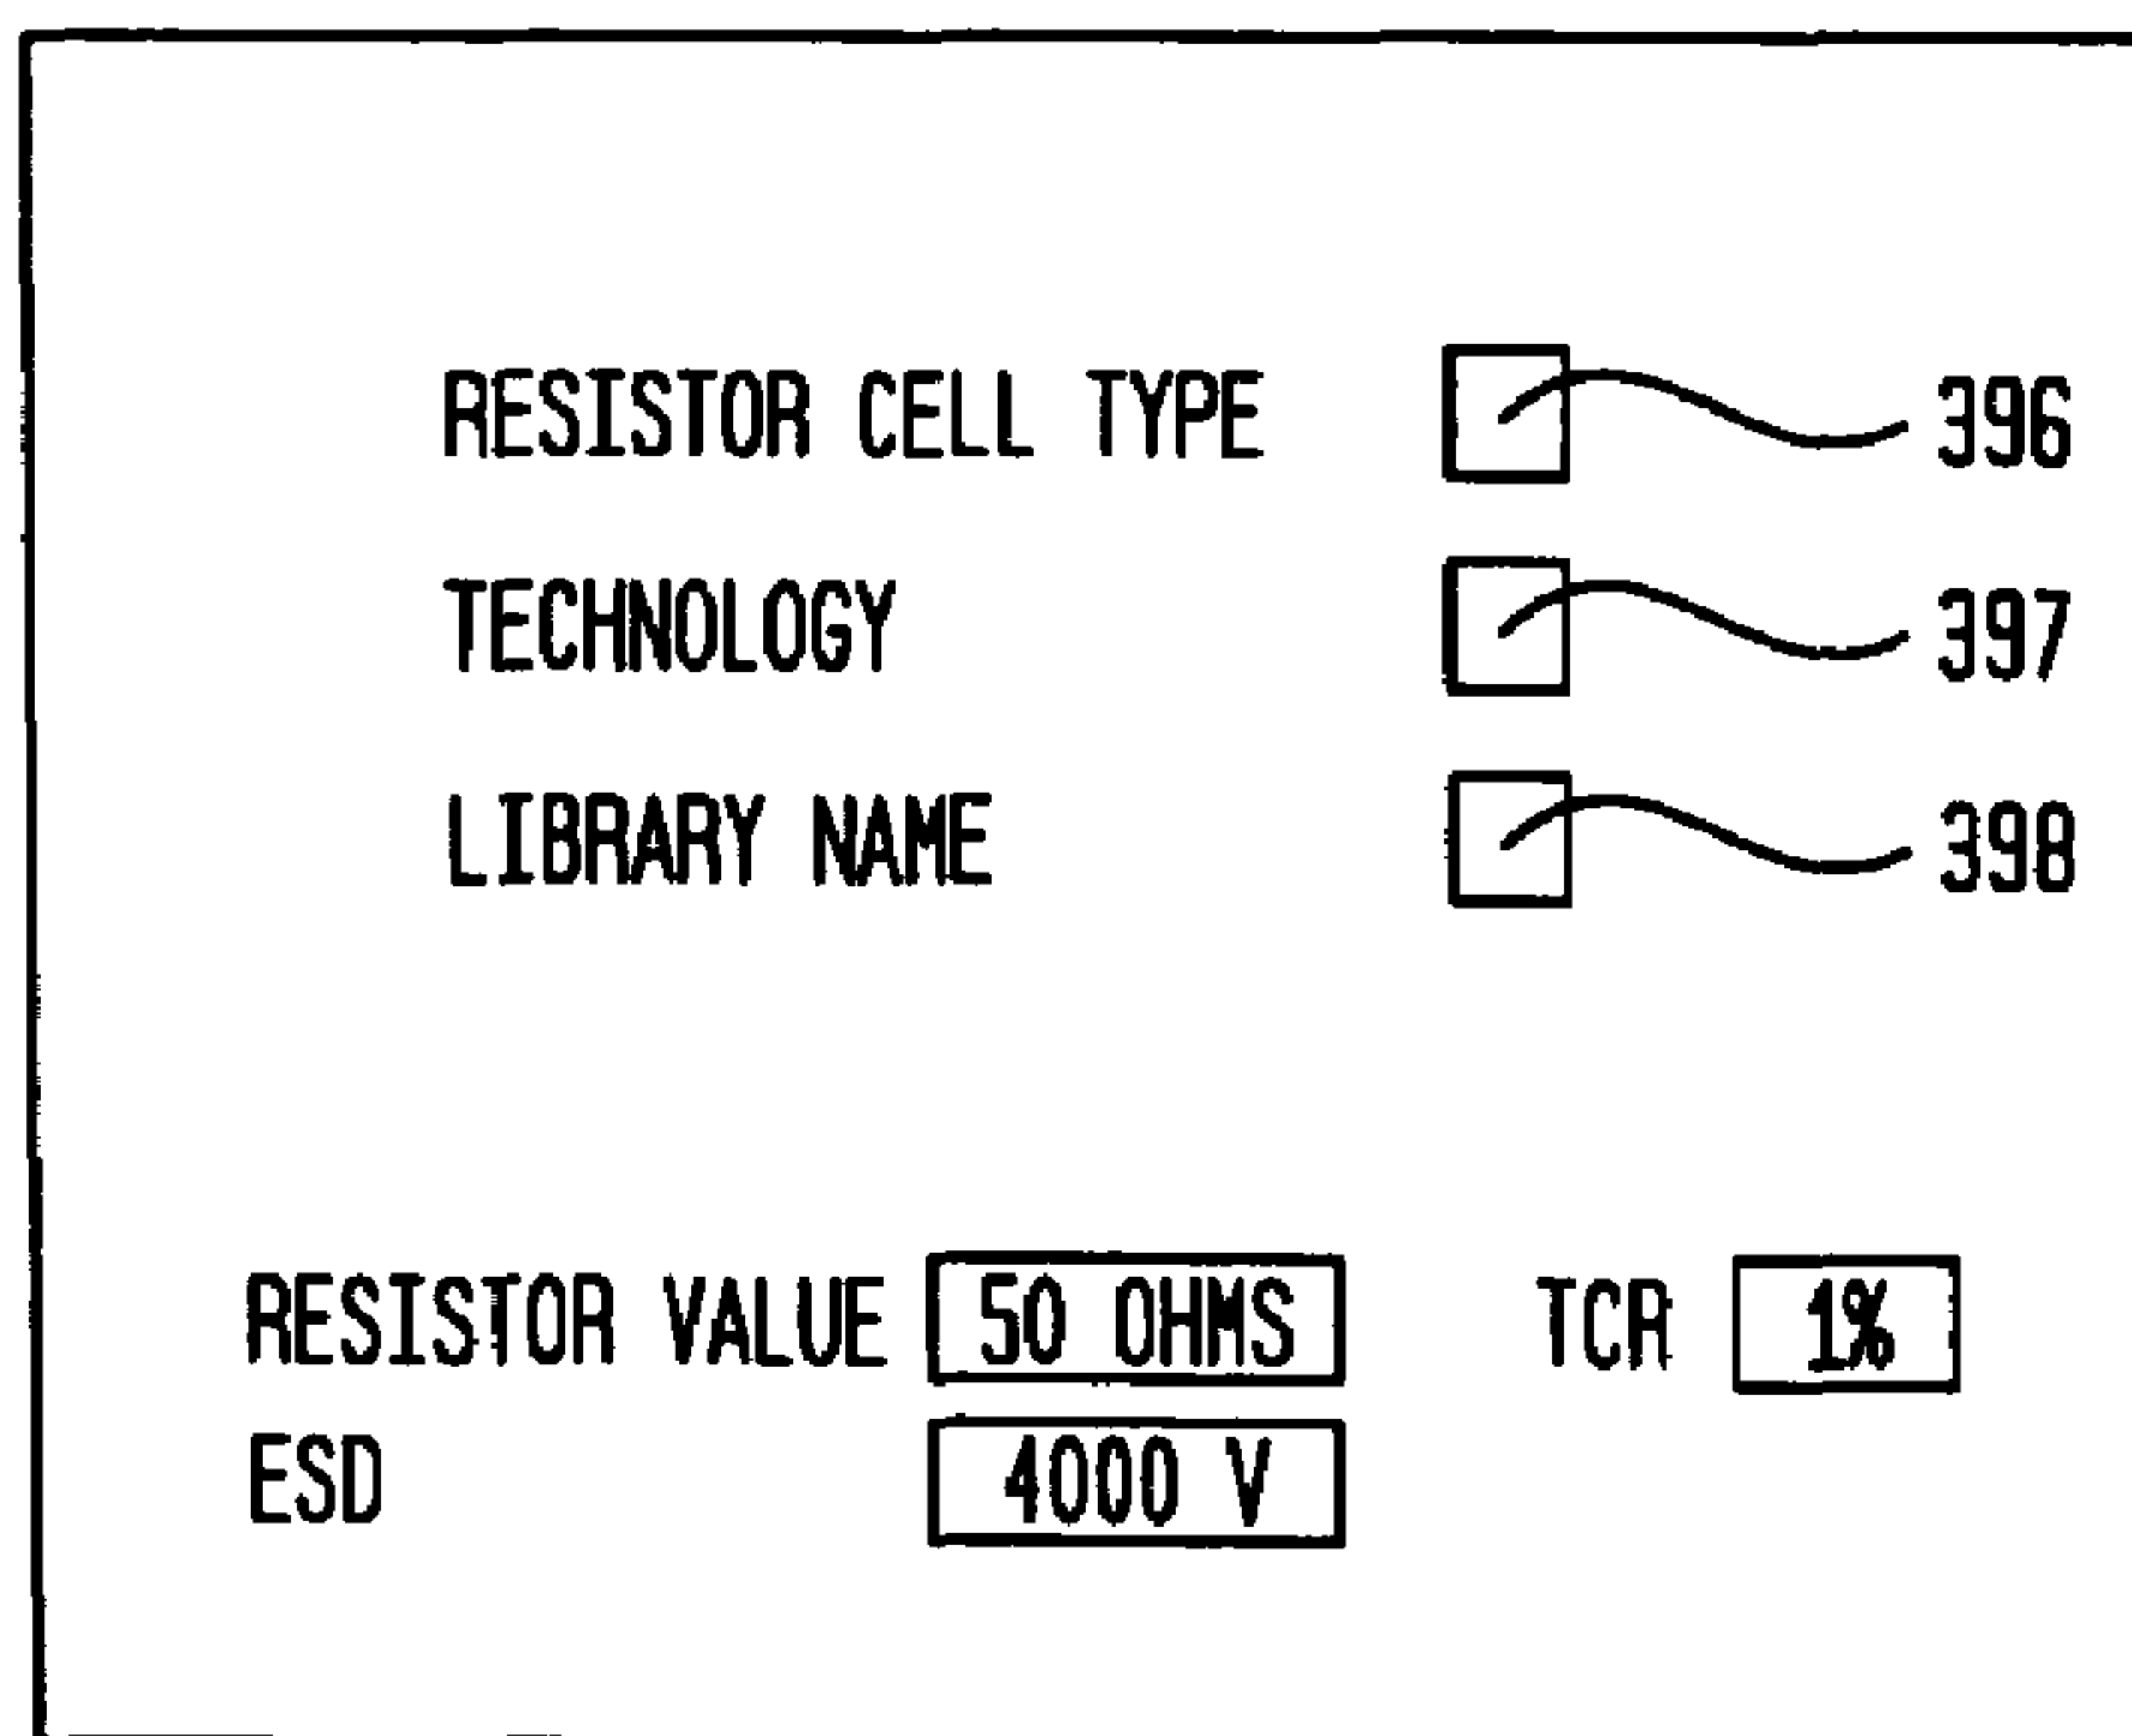 RESISTOR CELL TYPE 396
TECHNOLOGY 397
LIBRARY NAME 398
RESISTOR VALUE 50 OHMS TCR 1%
ESD 4000 V